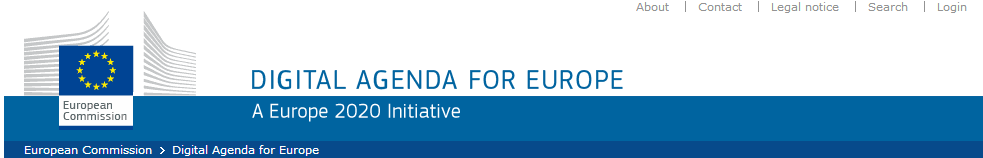 About | Contact | Legal notice | Search | Login
DIGITAL AGENDA FOR EUROPE
A Europe 2020 Initiative
European
Commission
European Commission > Digital Agenda for Europe